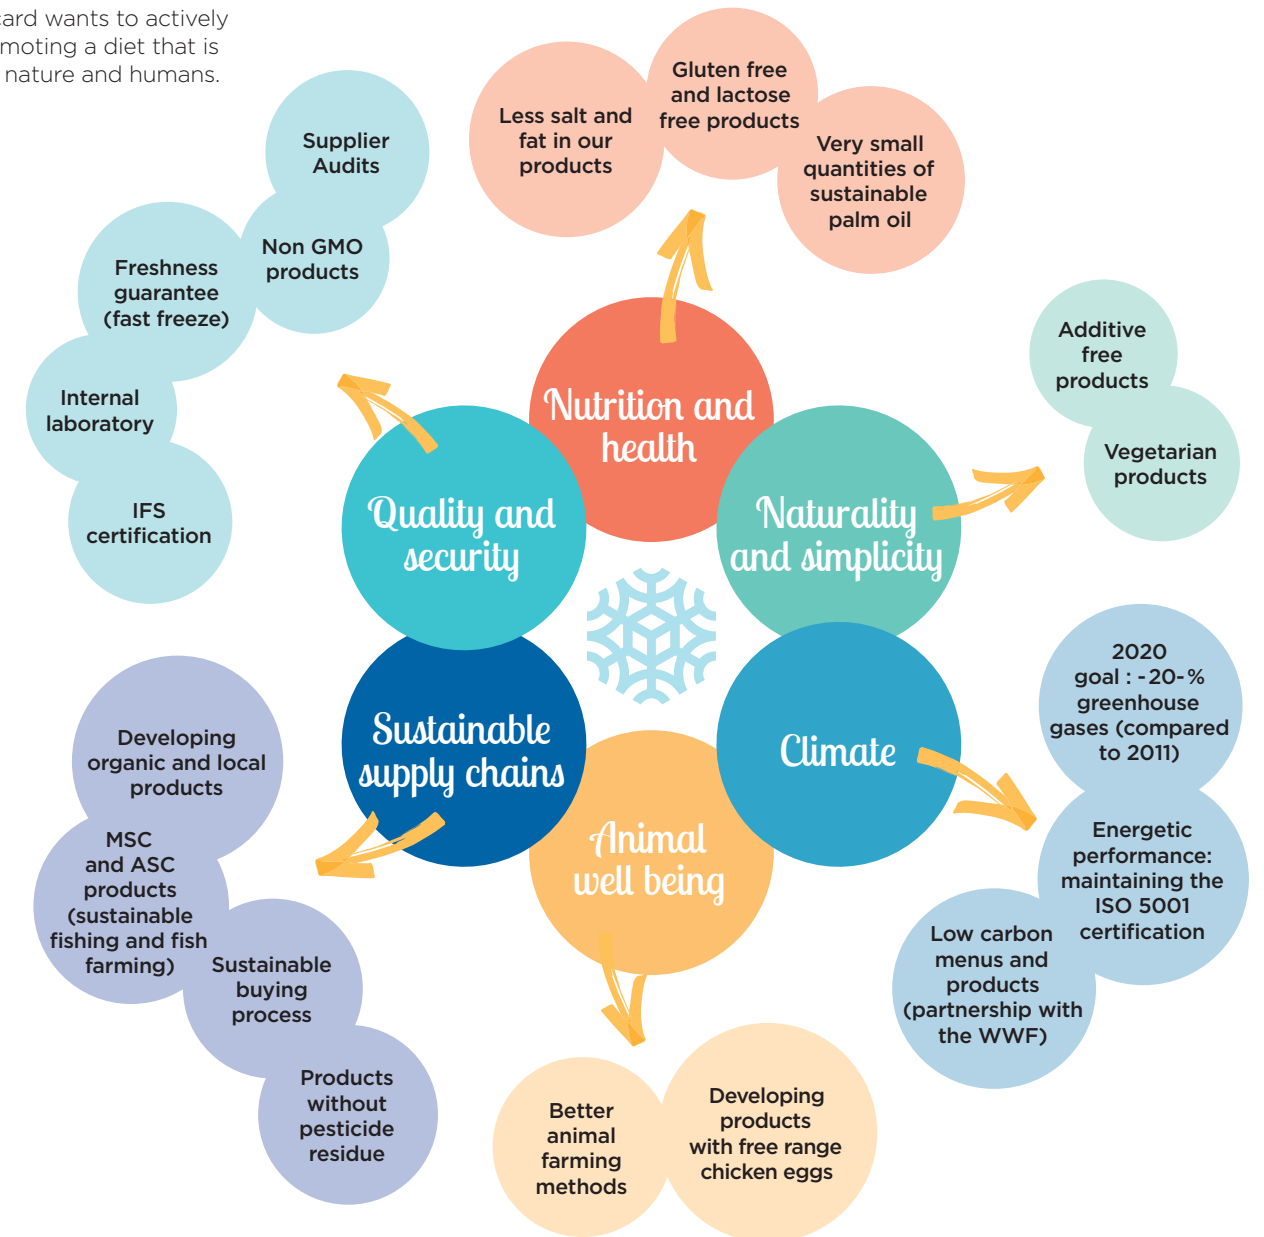 card wants to actively
moting a diet that is
nature and humans.
Supplier
Audits
Non GMO
products
Freshness
guarantee
(fast freeze)
Internal
laboratory
IFS
certification
Less salt and
fat in our
products
Gluten free
and lactose
free products
Very small
quantities of
sustainable
palm oil
Additive
free
products
Vegetarian
products
Nutrition and
health
Quality and
security
Naturality
and simplicity
Sustainable
supply chains
Climate
Animal
well being
2020
goal : -20-%
greenhouse
gases (compared
to 2011)
Energetic
performance:
maintaining the
ISO 5001
certification
Low carbon
menus and
products
(partnership with
the WWF)
Developing
organic and local
products
MSC
and ASC
products
(sustainable
fishing and fish
farming)
Sustainable
buying
process
Products
without
pesticide
residue
Better
animal
farming
methods
Developing
products
with free range
chicken eggs